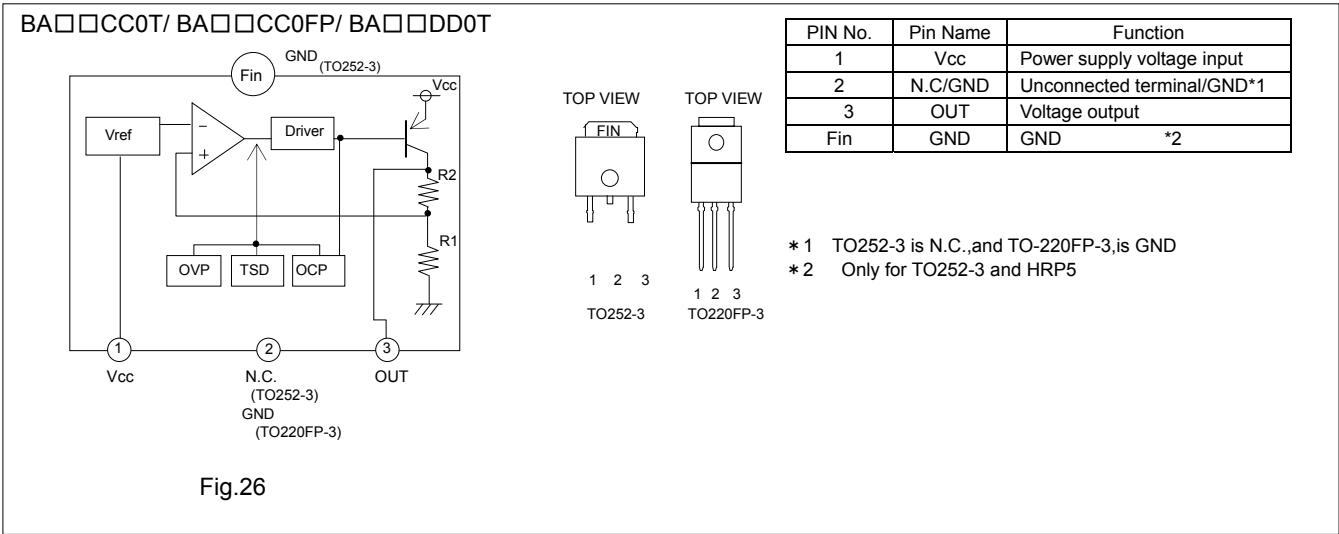 BA□□CC0T/ BA□□CC0FP/ BA□□DD0T
Fin
GND
(TO252-3)
Vcc
Vref
−
+
Driver
R2
R1
OVP
TSD
OCP
1
2
3
Vcc
N.C.
(TO252-3)
GND
(TO220FP-3)
OUT
Fig.26
TOP VIEW
FIN
1 2 3
TO252-3
TOP VIEW
1 2 3
TO220FP-3
PIN No. Pin Name Function
1 Vcc Power supply voltage input
2 N.C/GND Unconnected terminal/GND*1
3 OUT Voltage output
Fin GND GND *2
*1 TO252-3 is N.C.,and TO-220FP-3,is GND
*2 Only for TO252-3 and HRP5